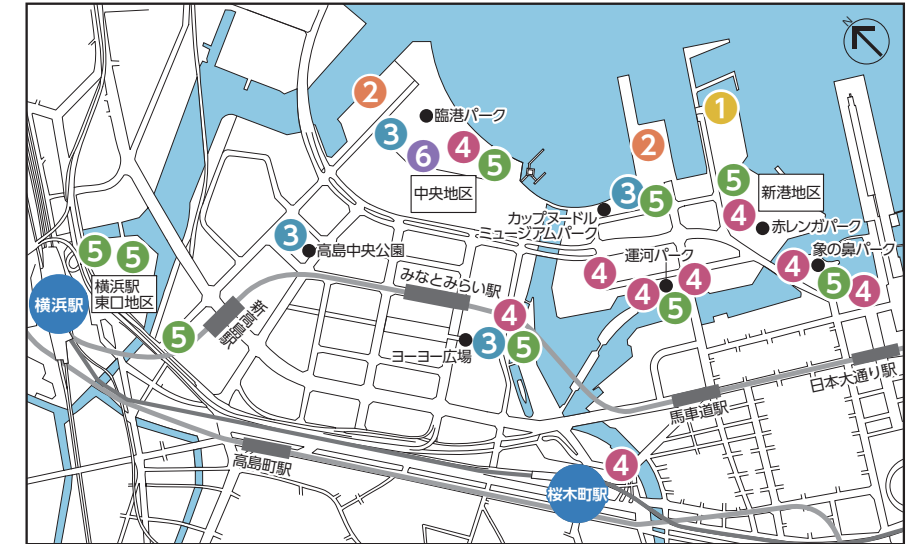 N
1
2
臨港パーク
3
4
6
5
2
中央地区
3
5
5
新港地区
4
カップヌードル
ミュージアムパーク
赤レンガパーク
3
高島中央公園
運河パーク
象の鼻パーク
4
4
4
5
4
5
4
5
5
横浜駅
東口地区
横浜駅
みなとみらい駅
新高島駅
5
4
ヨーヨー広場
3
5
日本大通り駅
馬車道駅
高島町駅
4
桜木町駅